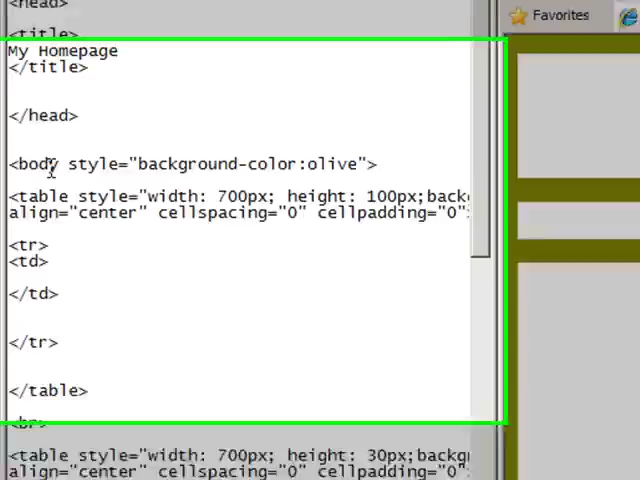 <head>
<title>
My Homepage
</title>
</head>
<body style="background-color:olive">
<table style="width: 700px; height: 100px;backg
align="center" cellspacing="0" cellpadding="0">
<tr>
<td>
</td>
</tr>
</table>
<br>
<table style="width: 700px; height: 30px;backgr
align="center" cellspacing="0" cellpadding="0">
Favorites